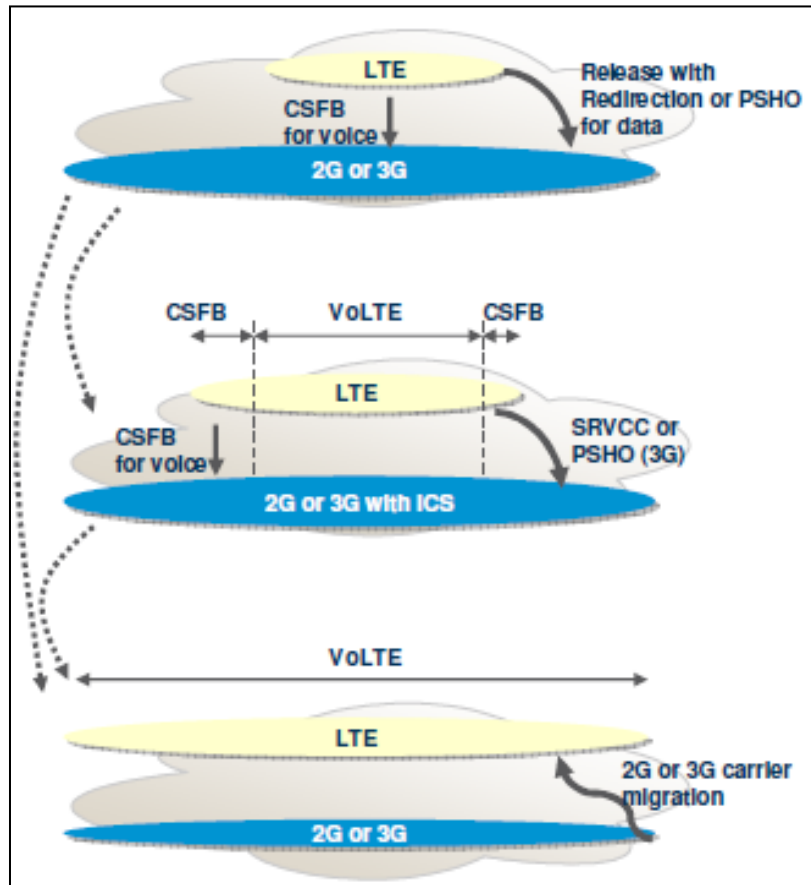 LTE
CSFB
for voice
Release with
Redirection or PSHO
for data
2G or 3G
CSFB
VoLTE
CSFB
LTE
CSFB
for voice
SRVCC or
PSHO (3G)
2G or 3G with ICS
VoLTE
LTE
2G or 3G carrier
migration
2G or 3G